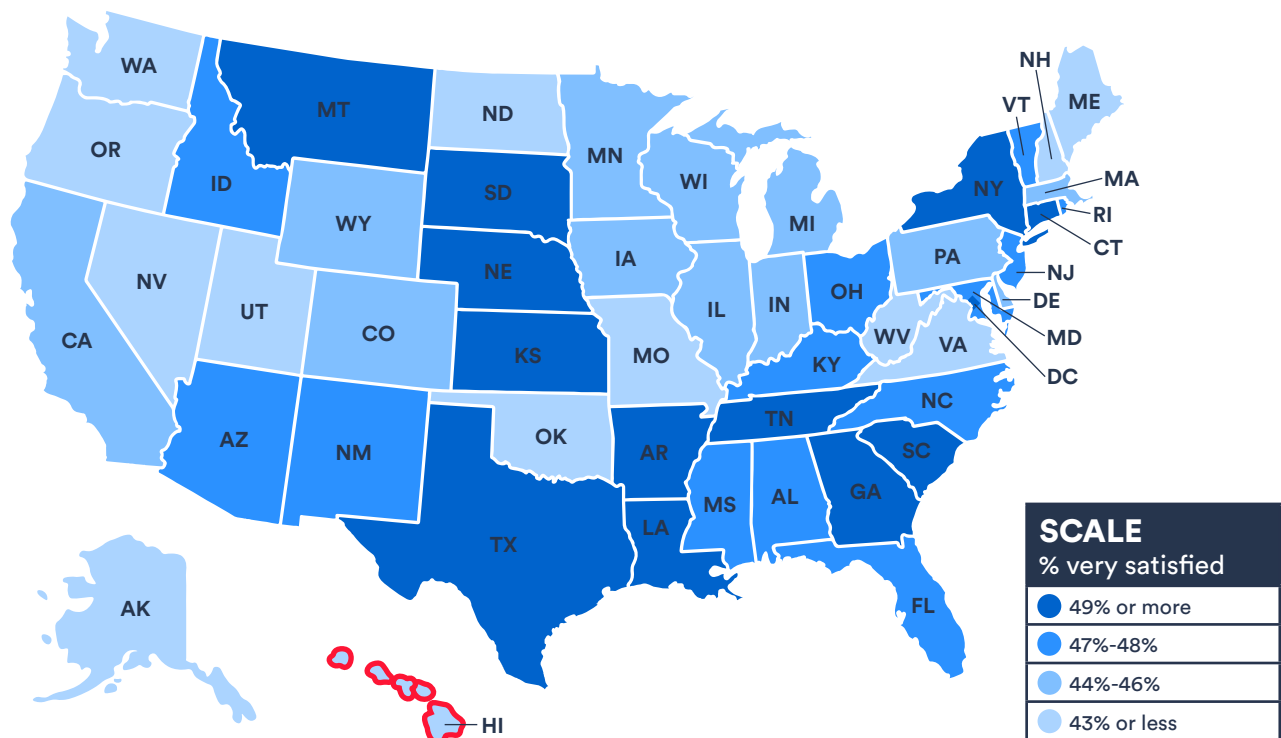 WA
MT
ND
MN
OR
ID
SD
WI
MI
WY
NE
IA
NV
UT
CO
CA
KS
MO
IL
IN
OH
PA
NY
VT
NH
ME
MA
RI
CT
NJ
DE
MD
DC
WV
VA
KY
NC
TN
SC
AZ
NM
OK
AR
MS
AL
GA
TX
LA
FL
AK
HI
SCALE
% very satisfied
49% or more
47%-48%
44%-46%
43% or less